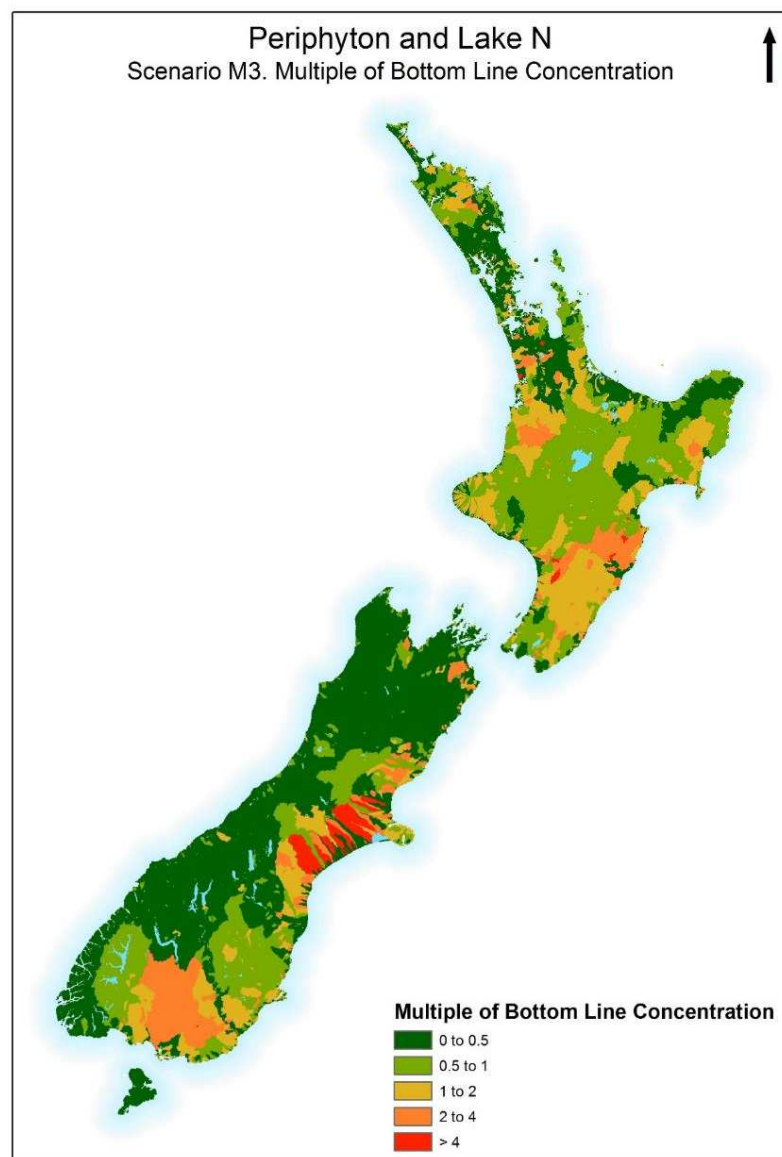 Periphyton and Lake N
Scenario M3. Multiple of Bottom Line Concentration
Multiple of Bottom Line Concentration
0 to 0.5
0.5 to 1
1 to 2
2 to 4
> 4